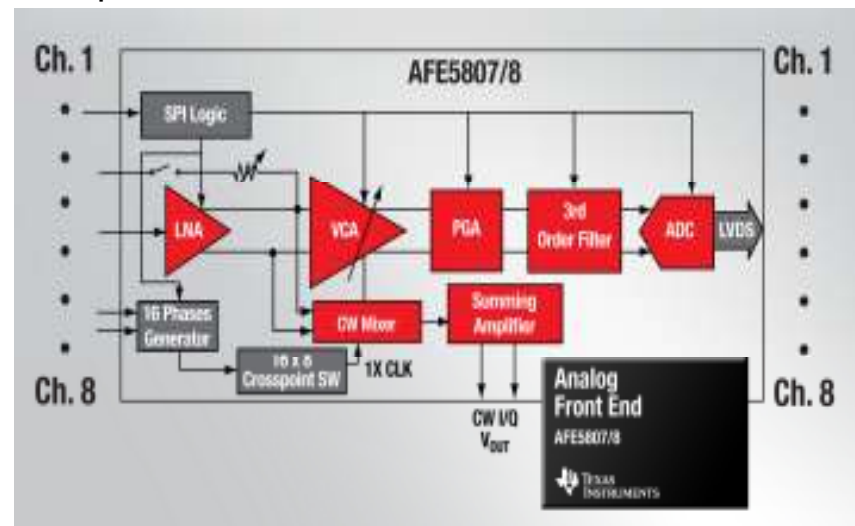 Ch. 1
AFE5807/8
Ch. 1
SPI Logic
LNA
VCA
PGA
3rd
Order Filter
ADC
LVDS
16 Phases
Generator
CW Mixer
Summing
Amplifier
16 x 8
Crosspoint SW
1X CLK
Ch. 8
CW I/Q
VOUT
Analog
Front End
AFE5807/8
Texas
Instruments
Ch. 8